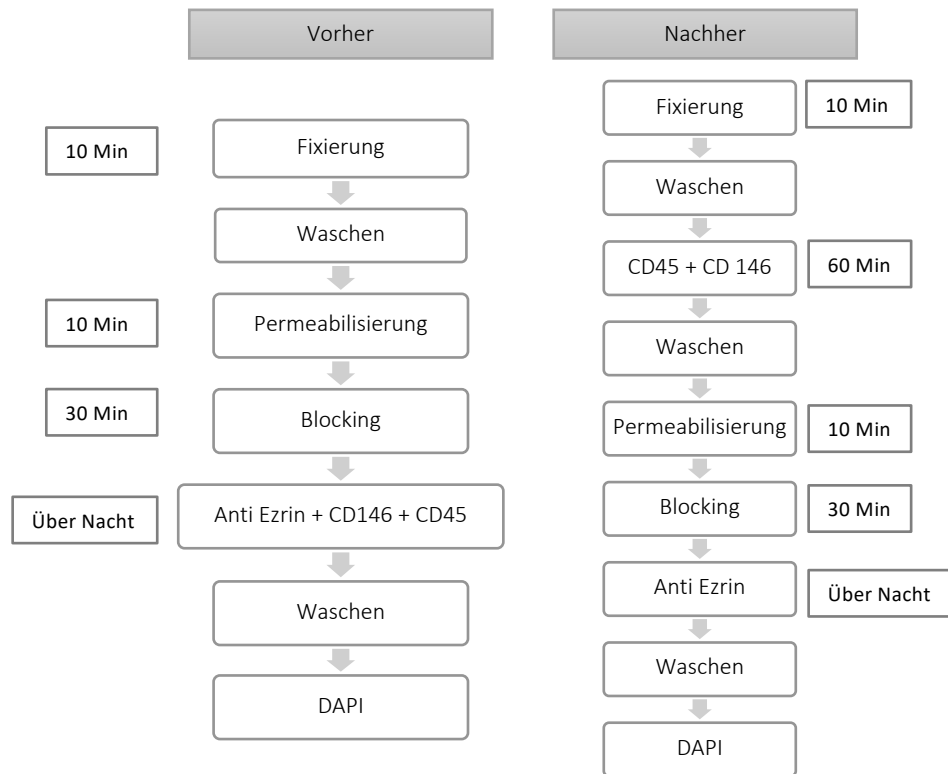 Vorher
10 Min
Fixierung
Waschen
10 Min
Permeabilisierung
30 Min
Blocking
Über Nacht
Anti Ezrin + CD146 + CD45
Waschen
DAPI
Nachher
Fixierung
10 Min
Waschen
CD45 + CD 146
60 Min
Waschen
Permeabilisierung
10 Min
Blocking
30 Min
Anti Ezrin
Über Nacht
Waschen
DAPI